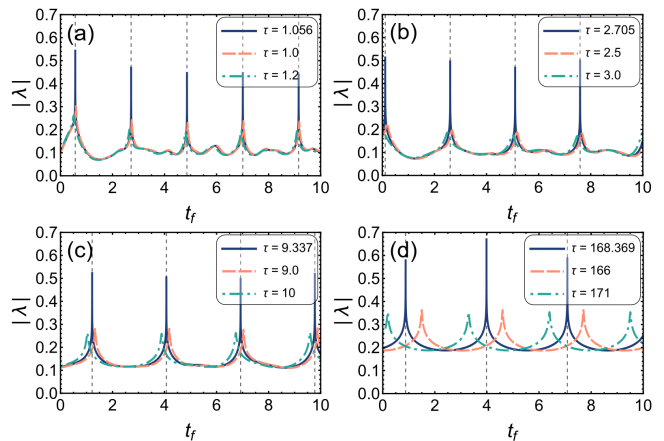 (a)
τ = 1.056
τ = 1.0
τ = 1.2
| λ |
0.7
0.6
0.5
0.4
0.3
0.2
0.1
0.0
0 2 4 6 8 10
t_f
(b)
τ = 2.705
τ = 2.5
τ = 3.0
| λ |
0.7
0.6
0.5
0.4
0.3
0.2
0.1
0.0
0 2 4 6 8 10
t_f
(c)
τ = 9.337
τ = 9.0
τ = 10
| λ |
0.7
0.6
0.5
0.4
0.3
0.2
0.1
0.0
0 2 4 6 8 10
t_f
(d)
τ = 168.369
τ = 166
τ = 171
| λ |
0.7
0.6
0.5
0.4
0.3
0.2
0.1
0.0
0 2 4 6 8 10
t_f